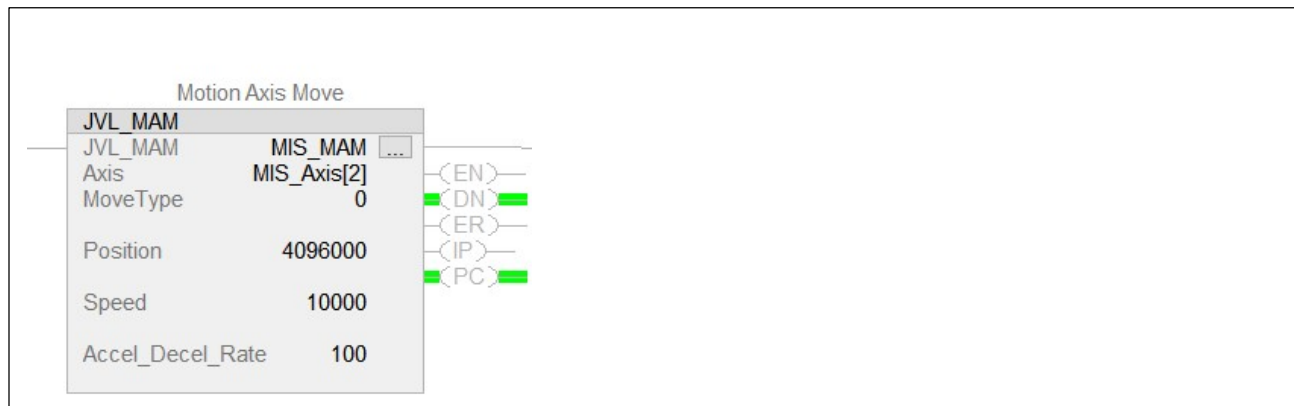 Motion Axis Move
JVL_MAM
JVL_MAM MIS_MAM ...
Axis MIS_Axis[2] (EN)
MoveType 0 (DN)
(ER)
Position 4096000 (IP)
(PC)
Speed 10000
Accel_Decel_Rate 100